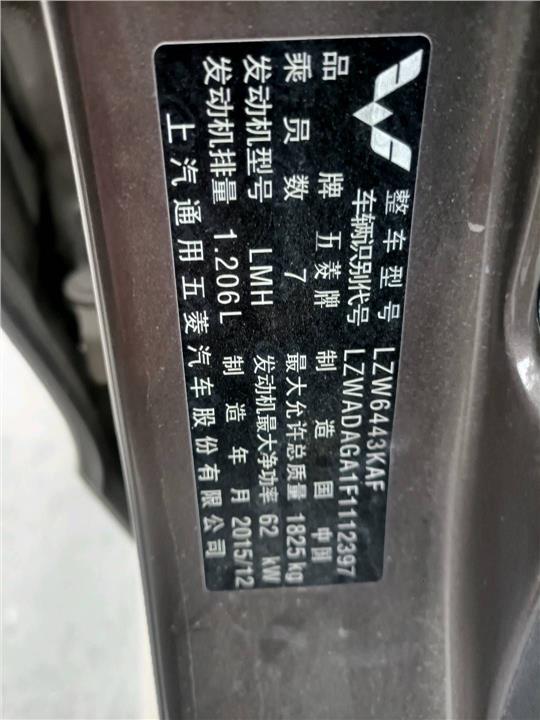 整车型号 LZW6443KAF
车辆识别代号 LZWADAGA1F1112397
品牌 五菱牌 制造国 中国
乘员数 7 最大允许总质量 1825kg
发动机型号 LMH 发动机最大净功率 62 kW
发动机排量 1.206L 制造年月 2015/12
上汽通用五菱汽车股份有限公司